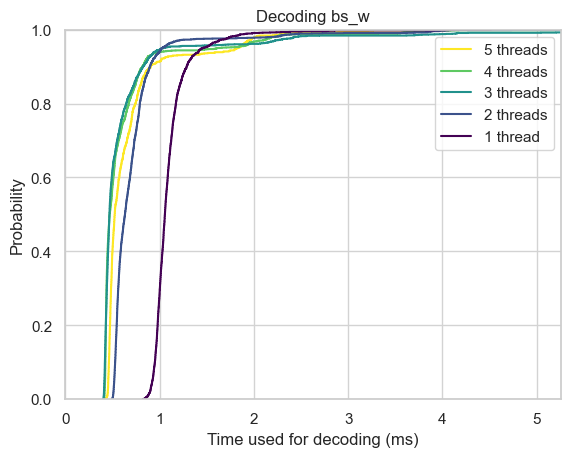 Decoding bs_w
1.0
0.8
0.6
0.4
0.2
0.0
Probability
5 threads
4 threads
3 threads
2 threads
1 thread
0 1 2 3 4 5
Time used for decoding (ms)